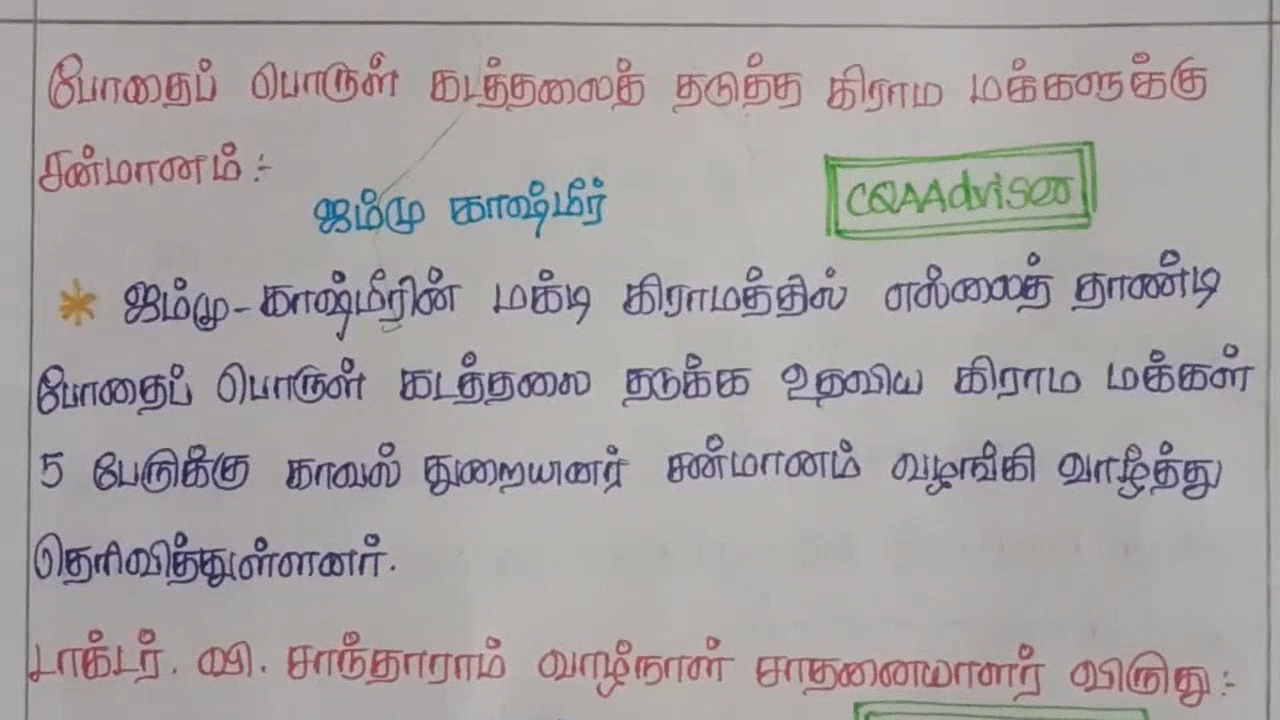 போதைப் பொருள் கடத்தலைத் தடுத்த கிராம மக்களுக்கு
சன்மானம் :-
ஜம்மு காஷ்மீர்
CQAAdvisor
* ஜம்மு - காஷ்மீரின் மக்டி கிராமத்தில் எல்லைத் தாண்டி
போதைப் பொருள் கடத்தலை தடுக்க உதவிய கிராம மக்கள்
5 பேருக்கு காவல் துறையினர் சன்மானம் வழங்கி வாழ்த்து
தெரிவித்துள்ளனர்.
டாக்டர். வி. சாந்தாராம் வாழ்நாள் சாதனையாளர் விருது :-